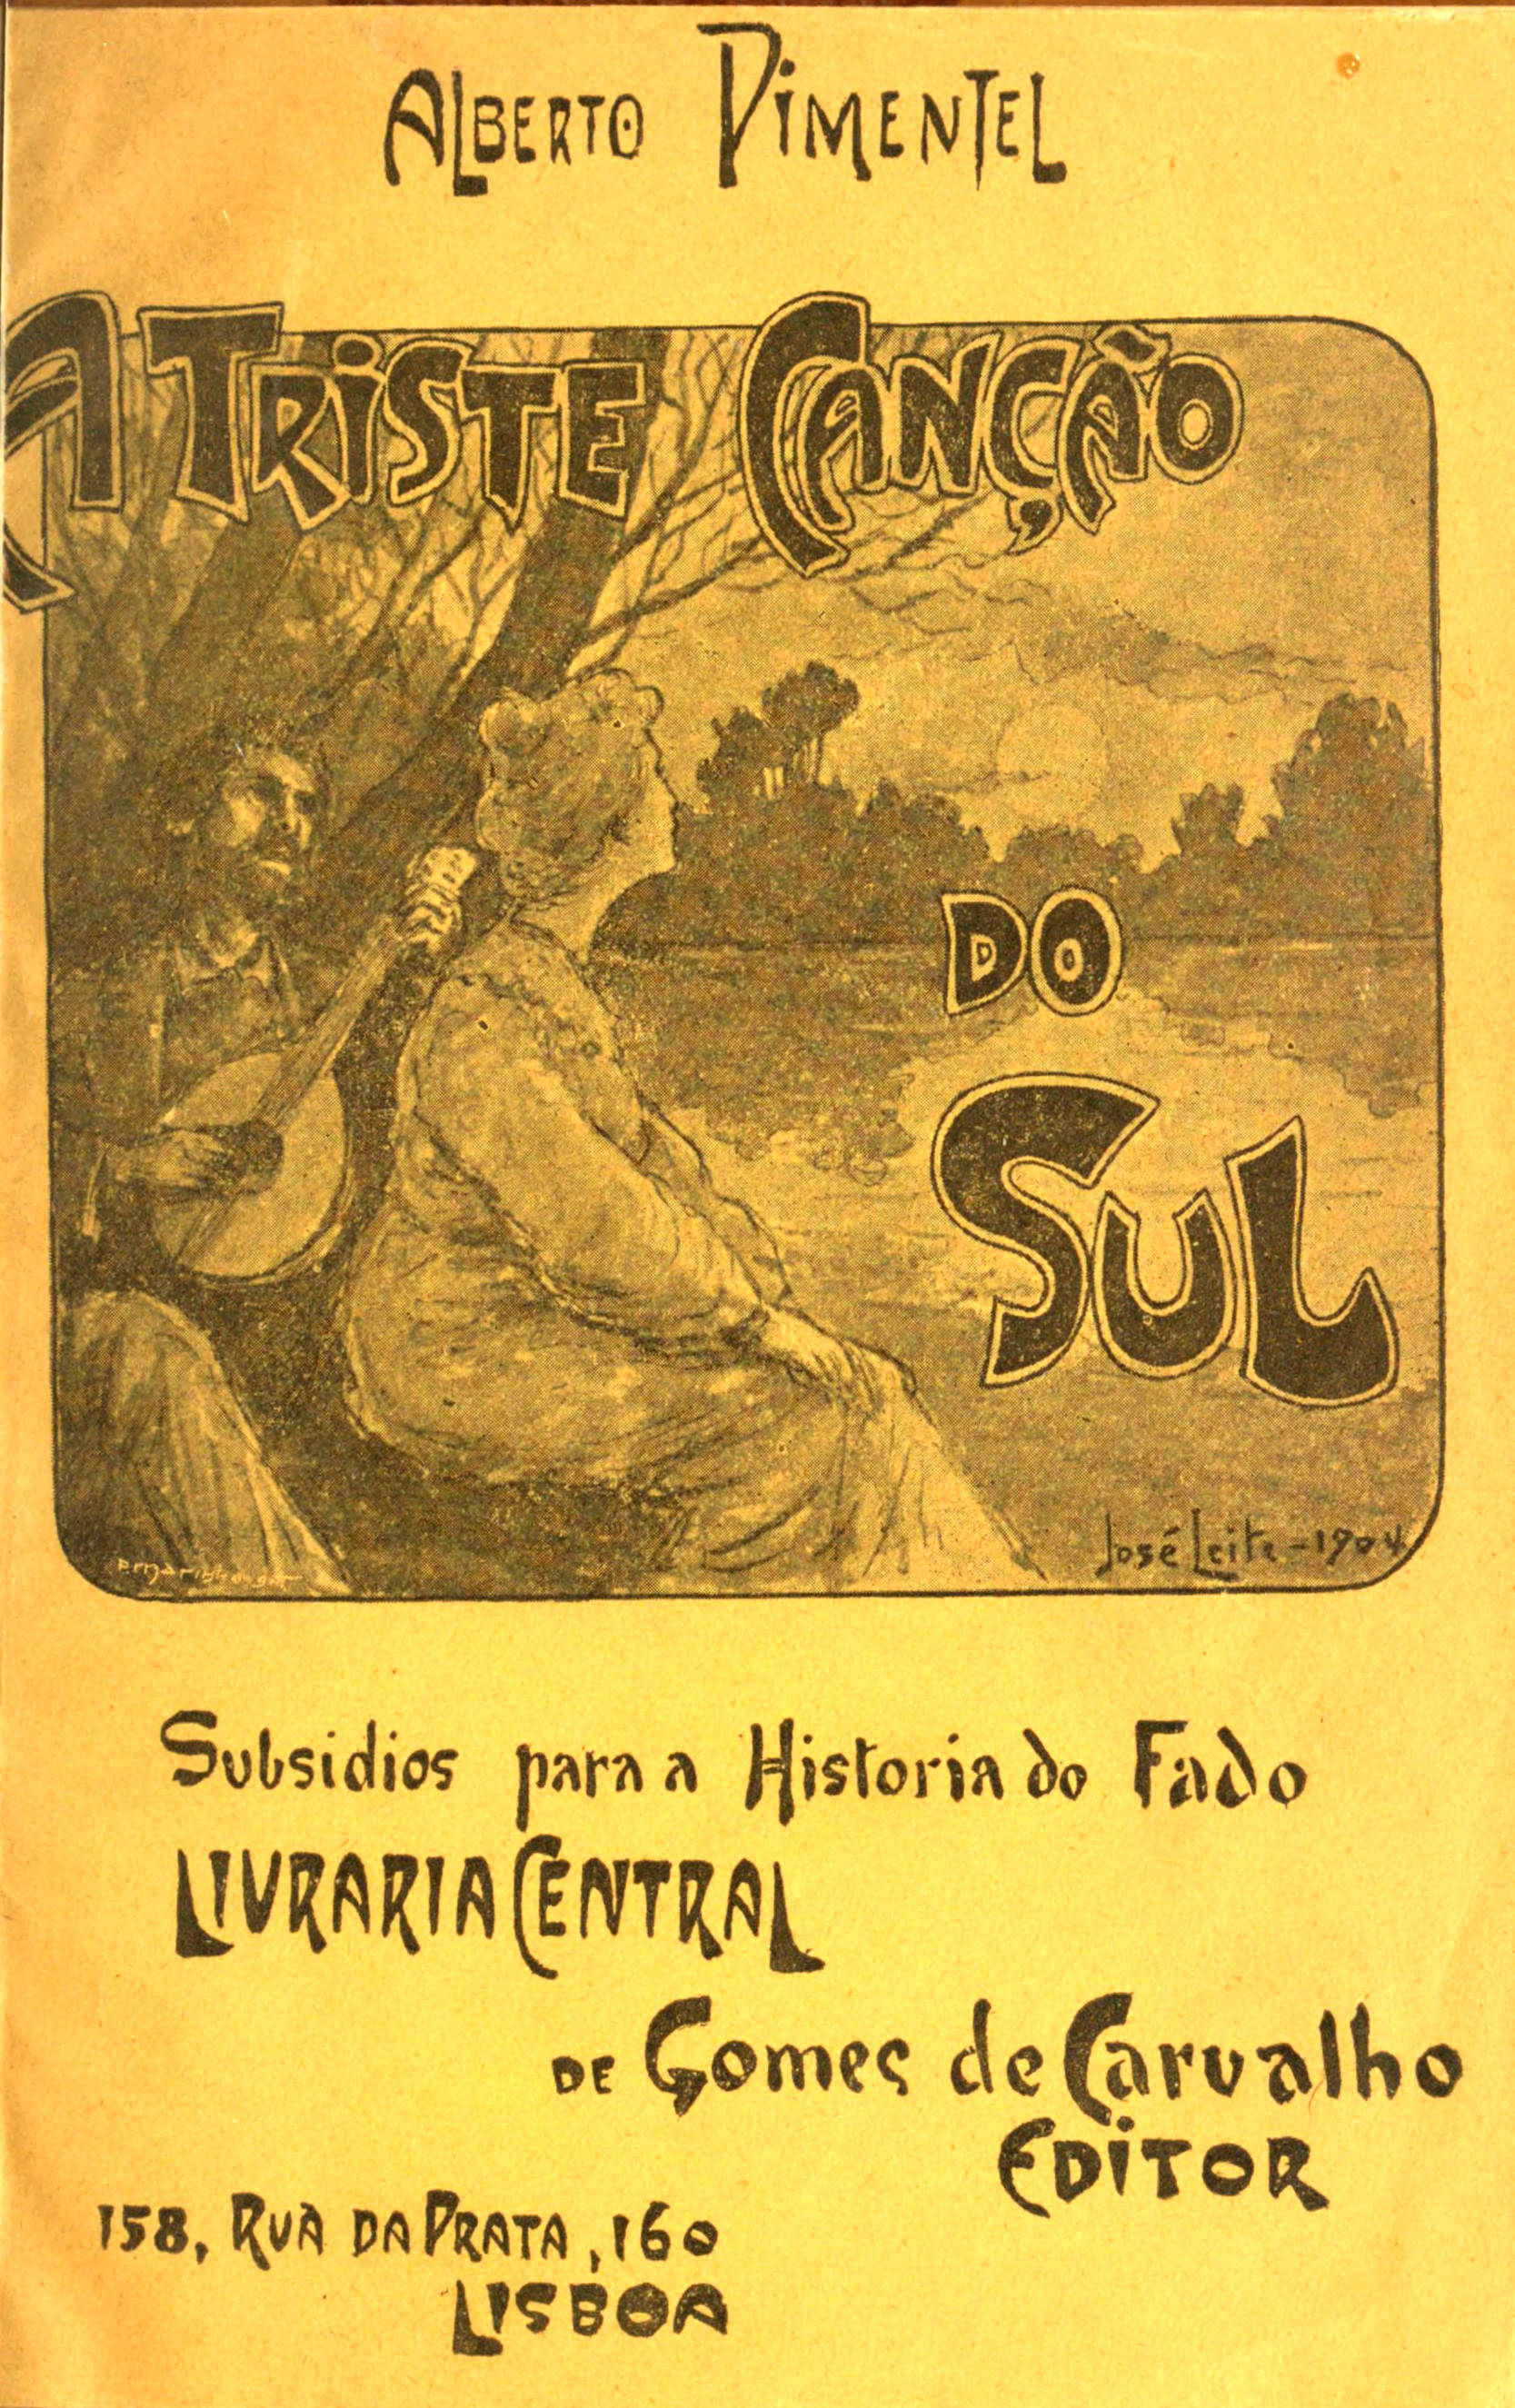 ALBERTO PIMENTEL
A TRISTE CANÇÃO
DO
SUL
José Leite - 1904
Subsidios para a Historia do Fado
LIVRARIA CENTRAL
DE Gomes de Carvalho
EDITOR
158, RUA DA PRATA, 160
LISBOA